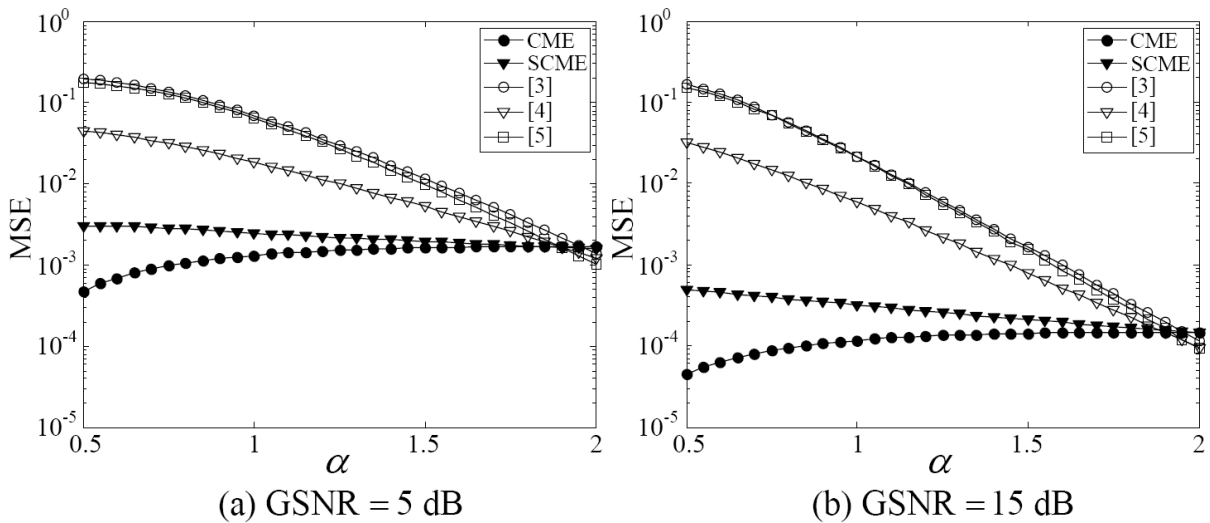 10^0
10^-1
10^-2
10^-3
10^-4
10^-5
MSE
CME
SCME
[3]
[4]
[5]
0.5
1
1.5
2
α
(a) GSNR = 5 dB
10^0
10^-1
10^-2
10^-3
10^-4
10^-5
MSE
CME
SCME
[3]
[4]
[5]
0.5
1
1.5
2
α
(b) GSNR = 15 dB